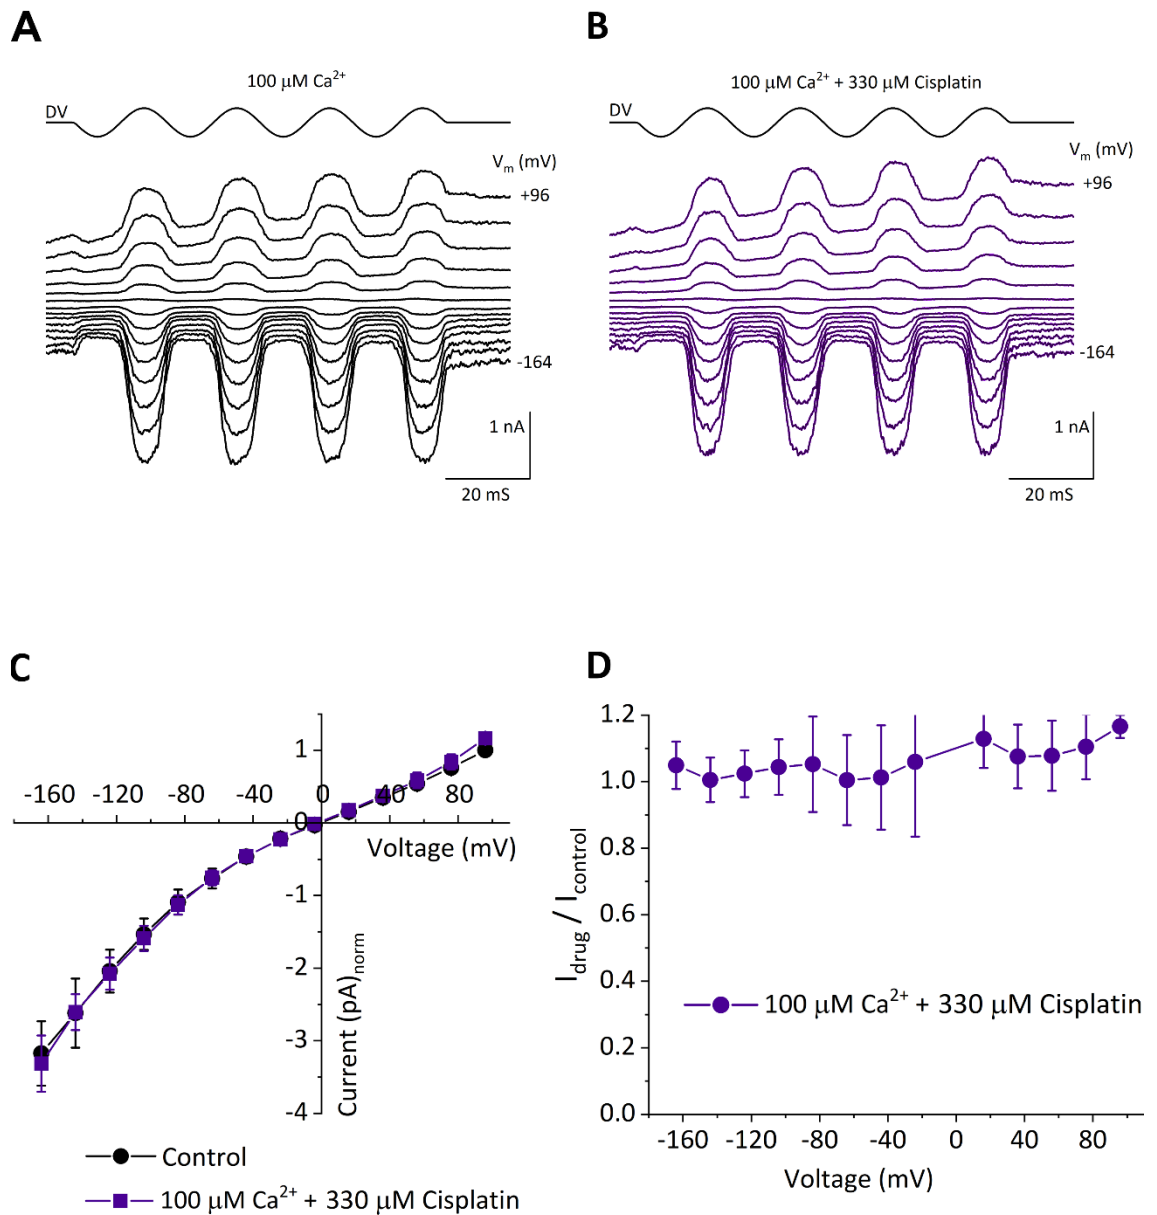 A
B
100 μM Ca²⁺
100 μM Ca²⁺ + 330 μM Cisplatin
DV
DV
Vm (mV)
Vm (mV)
+96
+96
-164
-164
1 nA
1 nA
20 mS
20 mS
C
D
1
-160
-120
-80
-40
0
40
80
0
Voltage (mV)
-1
-2
-3
-4
Current (pA)norm
Control
100 μM Ca²⁺ + 330 μM Cisplatin
1.2
1.0
0.8
0.6
0.4
0.2
0.0
Idrug / Icontrol
100 μM Ca²⁺ + 330 μM Cisplatin
-160
-120
-80
-40
0
40
80
Voltage (mV)